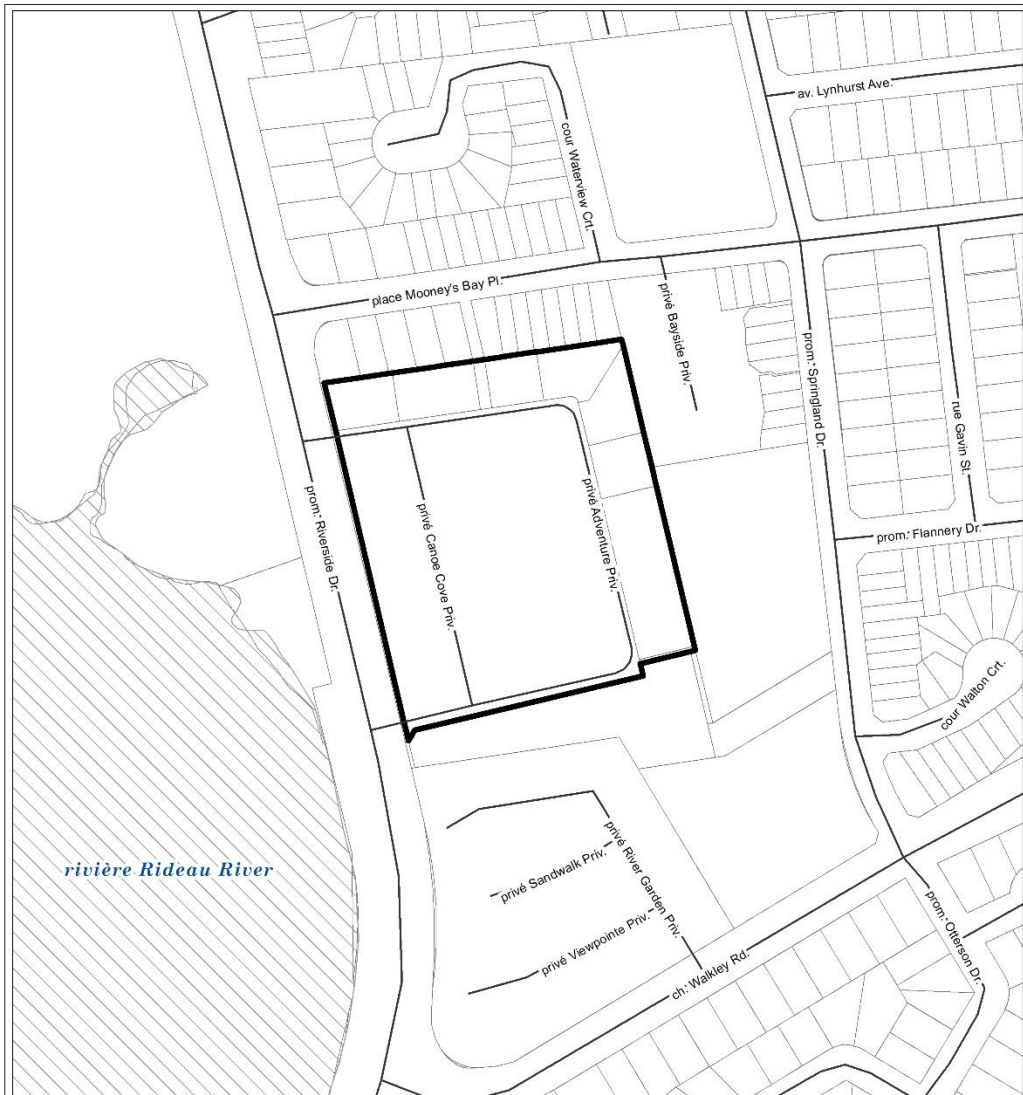 av. Lynhurst Ave.
cour Waterview Crt.
place Mooney's Bay Pl.
privé Bayside Priv.
prom. Springland Dr.
rue Gavin St.
prom. Riverside Dr.
privé Canoe Cove Priv.
privé Adventure Priv.
prom. Flannery Dr.
cour Walton Crt.
rivière Rideau River
privé Sandwalk Priv.
privé River Garden Priv.
privé Viewpointe Priv.
ch. Walkley Rd.
prom. Otterson Dr.